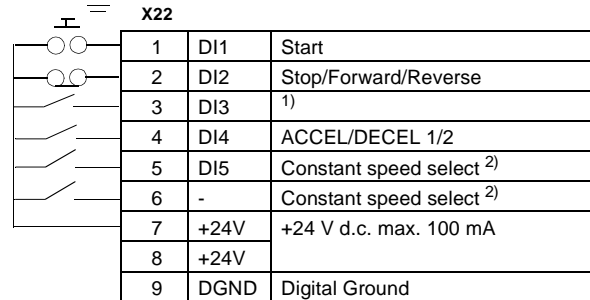 X22
1 DI1 Start
2 DI2 Stop/Forward/Reverse
3 DI3 1)
4 DI4 ACCEL/DECEL 1/2
5 DI5 Constant speed select 2)
6 - Constant speed select 2)
7 +24V +24 V d.c. max. 100 mA
8 +24V
9 DGND Digital Ground